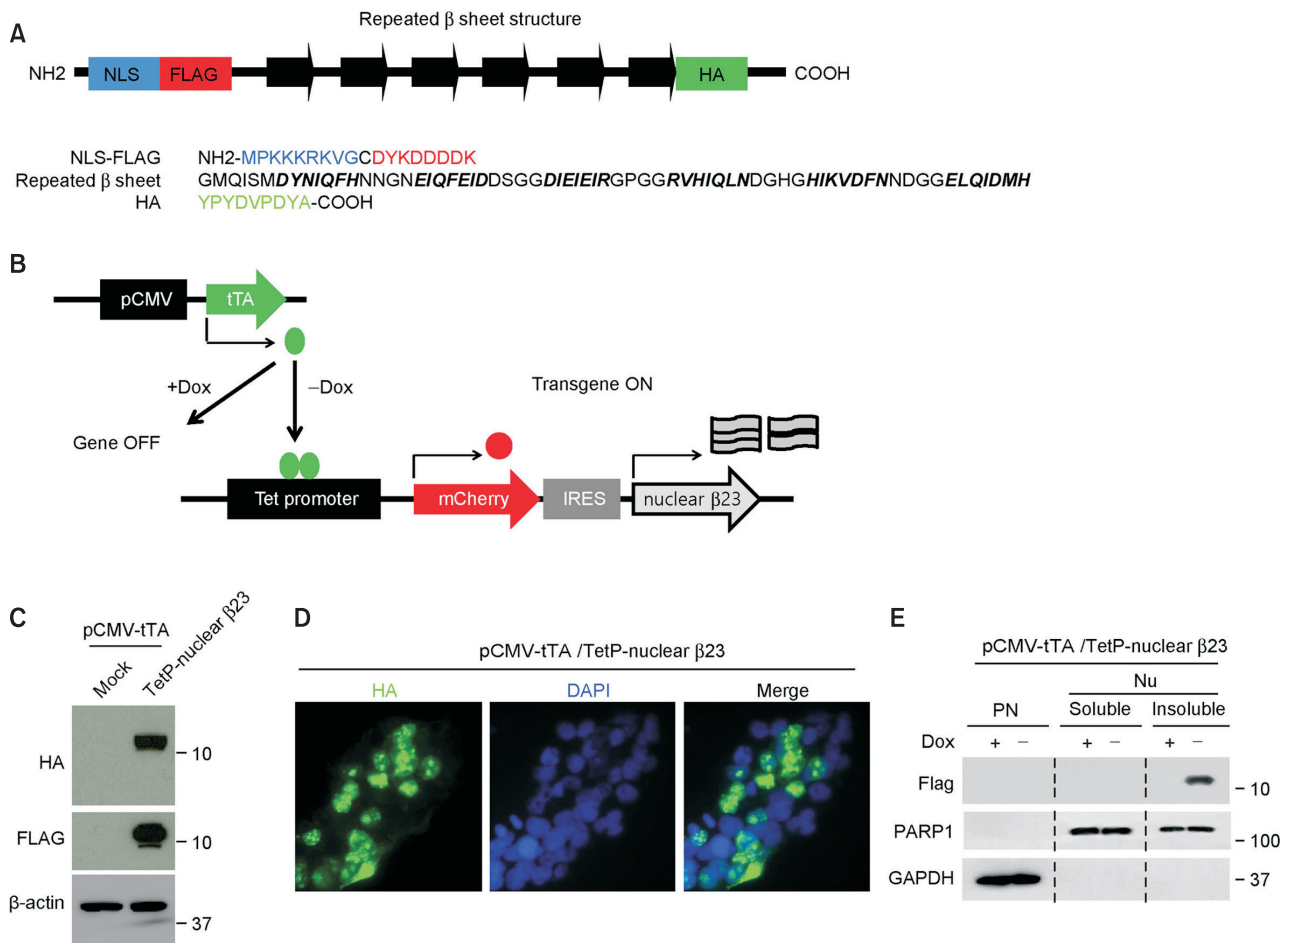 A
Repeated β sheet structure
NH2 NLS FLAG HA COOH
NLS-FLAG NH2-MPKKKRKVGCDYKDDDDK
Repeated β sheet GMQISMDYNIQFHNNGNEIQFEIDDSGGDIEIEIRGPGGRVHIQLNDGHGHIKVDFNNDGGELQIDMH
HA YPYDVPDYA-COOH
B
pCMV tTA
+Dox –Dox
Transgene ON
Gene OFF
Tet promoter mCherry IRES nuclear β23
C
pCMV-tTA
Mock TetP-nuclear β23
HA – 10
FLAG – 10
β-actin – 37
D
pCMV-tTA /TetP-nuclear β23
HA DAPI Merge
E
pCMV-tTA /TetP-nuclear β23
Nu
PN Soluble Insoluble
Dox + – + – + –
Flag – 10
PARP1 – 100
GAPDH – 37